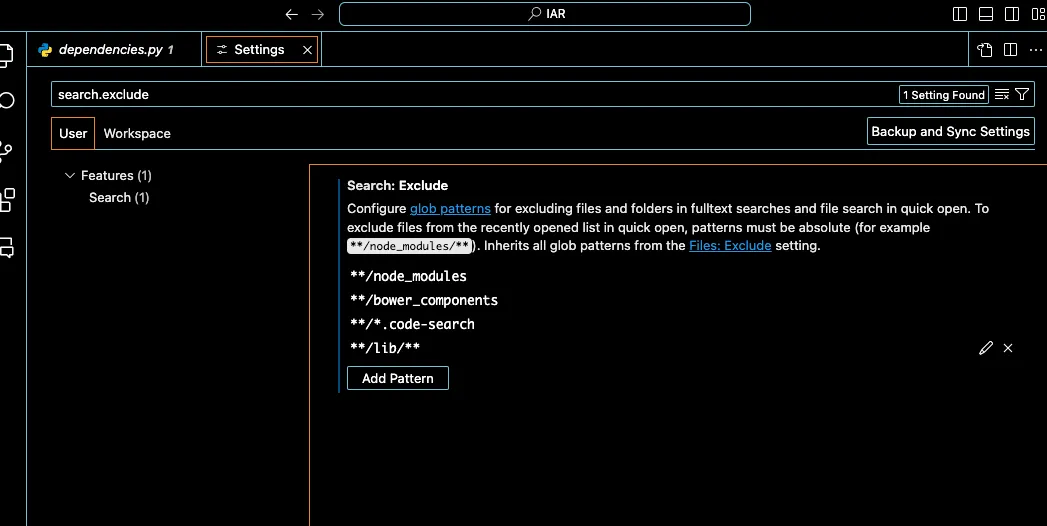 IAR
dependencies.py 1
Settings
search.exclude
1 Setting Found
User
Workspace
Backup and Sync Settings
Features (1)
Search (1)
Search: Exclude
Configure glob patterns for excluding files and folders in fulltext searches and file search in quick open. To
exclude files from the recently opened list in quick open, patterns must be absolute (for example
**/node_modules/**). Inherits all glob patterns from the Files: Exclude setting.
**/node_modules
**/bower_components
**/*.code-search
**/lib/**
Add Pattern